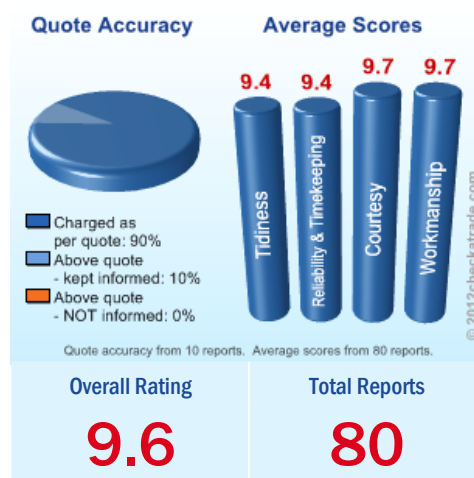 Quote Accuracy
Average Scores
9.4
9.4
9.7
9.7
Tidiness
Reliability & Timekeeping
Courtesy
Workmanship
Charged as
per quote: 90%
Above quote
- kept informed: 10%
Above quote
- NOT informed: 0%
© 2012checkatrade.com
Quote accuracy from 10 reports. Average scores from 80 reports.
Overall Rating
Total Reports
9.6
80